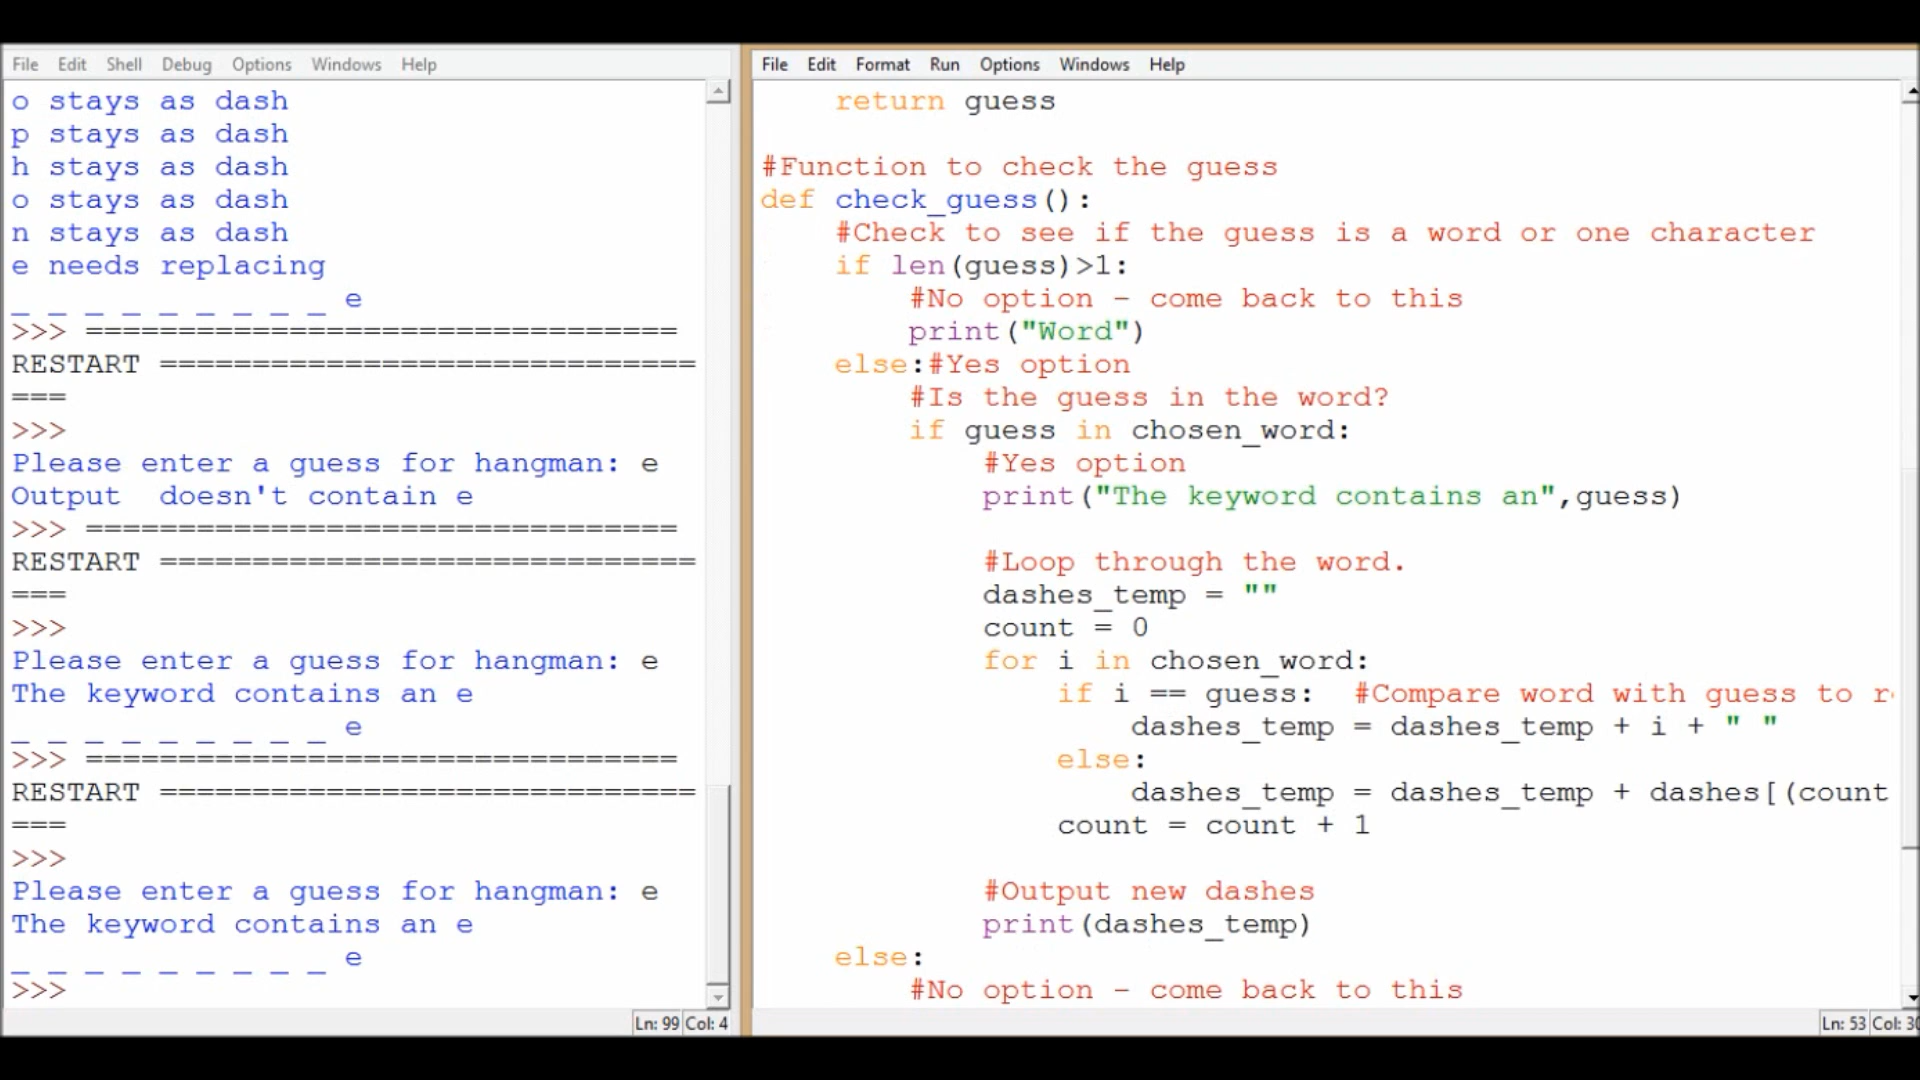 File Edit Shell Debug Options Windows Help
o stays as dash
p stays as dash
h stays as dash
o stays as dash
n stays as dash
e needs replacing
_ _ _ _ _ _ _ _ _ e
>>> ================================
RESTART =============================
===
>>>
Please enter a guess for hangman: e
Output  doesn't contain e
>>> ================================
RESTART =============================
===
>>>
Please enter a guess for hangman: e
The keyword contains an e
_ _ _ _ _ _ _ _ _ e
>>> ================================
RESTART =============================
===
>>>
Please enter a guess for hangman: e
The keyword contains an e
_ _ _ _ _ _ _ _ _ e
>>>
Ln: 99 Col: 4
File Edit Format Run Options Windows Help
    return guess
#Function to check the guess
def check_guess():
    #Check to see if the guess is a word or one character
    if len(guess)>1:
        #No option - come back to this
        print("Word")
    else:#Yes option
        #Is the guess in the word?
        if guess in chosen_word:
            #Yes option
            print("The keyword contains an",guess)
            #Loop through the word.
            dashes_temp = ""
            count = 0
            for i in chosen_word:
                if i == guess:  #Compare word with guess to
                    dashes_temp = dashes_temp + i + " "
                else:
                    dashes_temp = dashes_temp + dashes[(count
                count = count + 1
            #Output new dashes
            print(dashes_temp)
    else:
        #No option - come back to this
Ln: 53 Col: